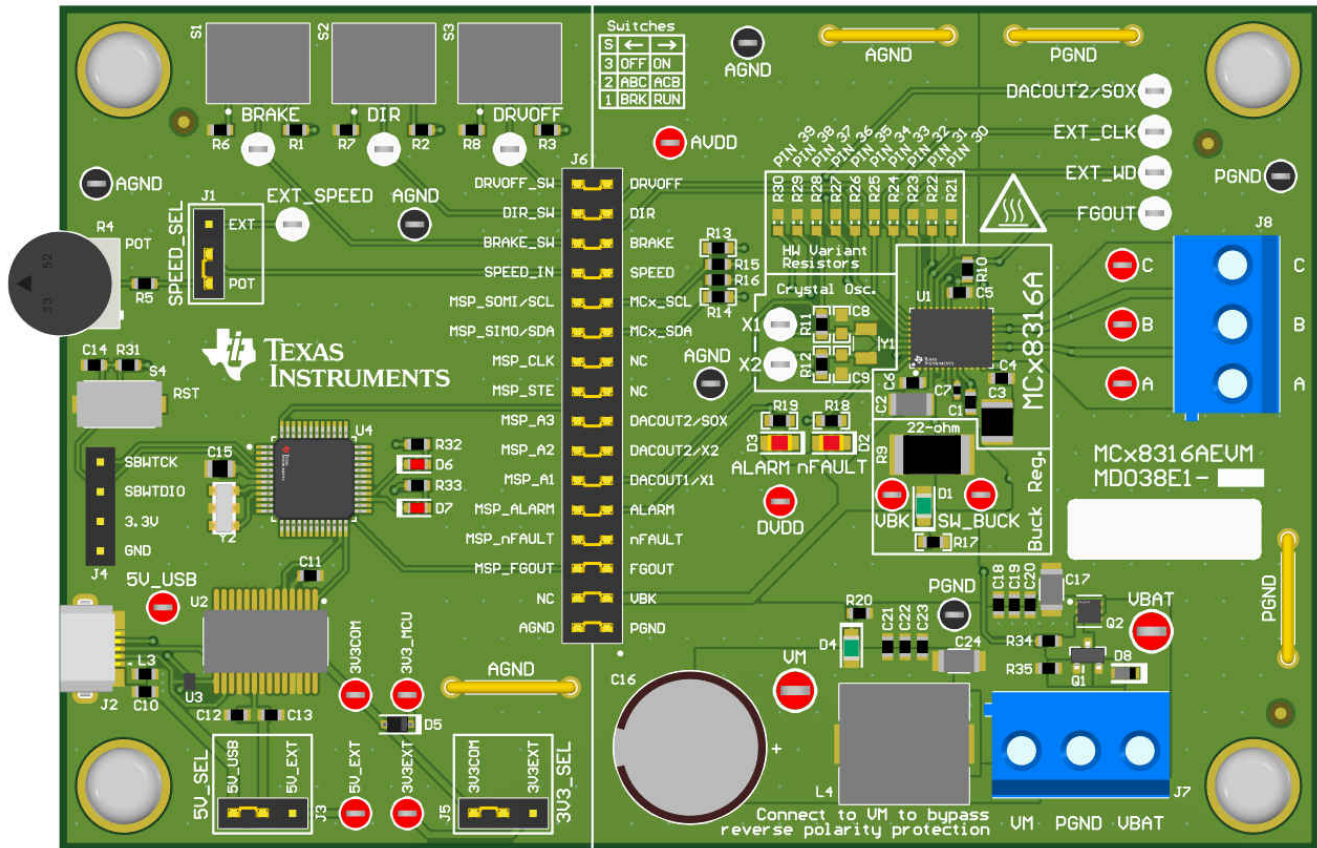 S1
S2
S3
Switches
S ← →
3 OFF ON
2 ABC ACB
1 BRK RUN
AGND
AGND
PGND
DACOUT2/SOX
EXT_CLK
EXT_WD
FGOUT
PGND
BRAKE
DIR
DRVOFF
R6
R1
R7
R2
R8
R3
AVDD
AGND
EXT_SPEED
AGND
J1
SPEED_SEL
EXT
POT
R4
POT
52
R5
J6
DRVOFF_SW DRVOFF
DIR_SW DIR
BRAKE_SW BRAKE
SPEED_IN SPEED
MSP_SOMI/SCL MCx_SCL
MSP_SIMO/SDA MCx_SDA
MSP_CLK NC
MSP_STE NC
MSP_A3 DACOUT2/SOX
MSP_A2 DACOUT2/X2
MSP_A1 DACOUT1/X1
MSP_ALARM ALARM
MSP_nFAULT nFAULT
MSP_FGOUT FGOUT
NC VBK
AGND PGND
PIN 39
PIN 38
PIN 37
PIN 36
PIN 35
PIN 34
PIN 33
PIN 32
PIN 31
PIN 30
R30
R29
R28
R27
R26
R25
R24
R23
R22
R21
HW Variant
Resistors
Crystal Osc.
R13
R15
R16
R14
X1
X2
R11
R12
C8
C9
Y1
AGND
U1
R10
C5
TEXAS
INSTRUMENTS
MCx8316A
C6
C2
C7
C1
C4
C3
J8
C C
B B
A A
C14
R31
S4
RST
TEXAS
INSTRUMENTS
U4
R32
D6
R33
D7
SBWTCK
SBWTDIO
3.3V
GND
J4
C15
Y2
C11
R19
R18
D3
D2
ALARM nFAULT
DVDD
22-ohm
R9
D1
VBK
SW_BUCK
R17
Buck Reg.
MCx8316AEVM
MD038E1-
PGND
5V_USB
U2
J2
L3
C10
U3
C12
C13
5V_SEL
5V_USB
5V_EXT
J3
3V3COM
3V3_MCU
D5
5V_EXT
3V3EXT
AGND
J5
3V3COM
3V3EXT
3V3_SEL
C16
+
VM
R20
D4
C21
C22
C23
PGND
C24
L4
C18
C19
C20
C17
Q2
R34
R35
Q1
D8
VBAT
J7
VM PGND VBAT
Connect to VM to bypass
reverse polarity protection